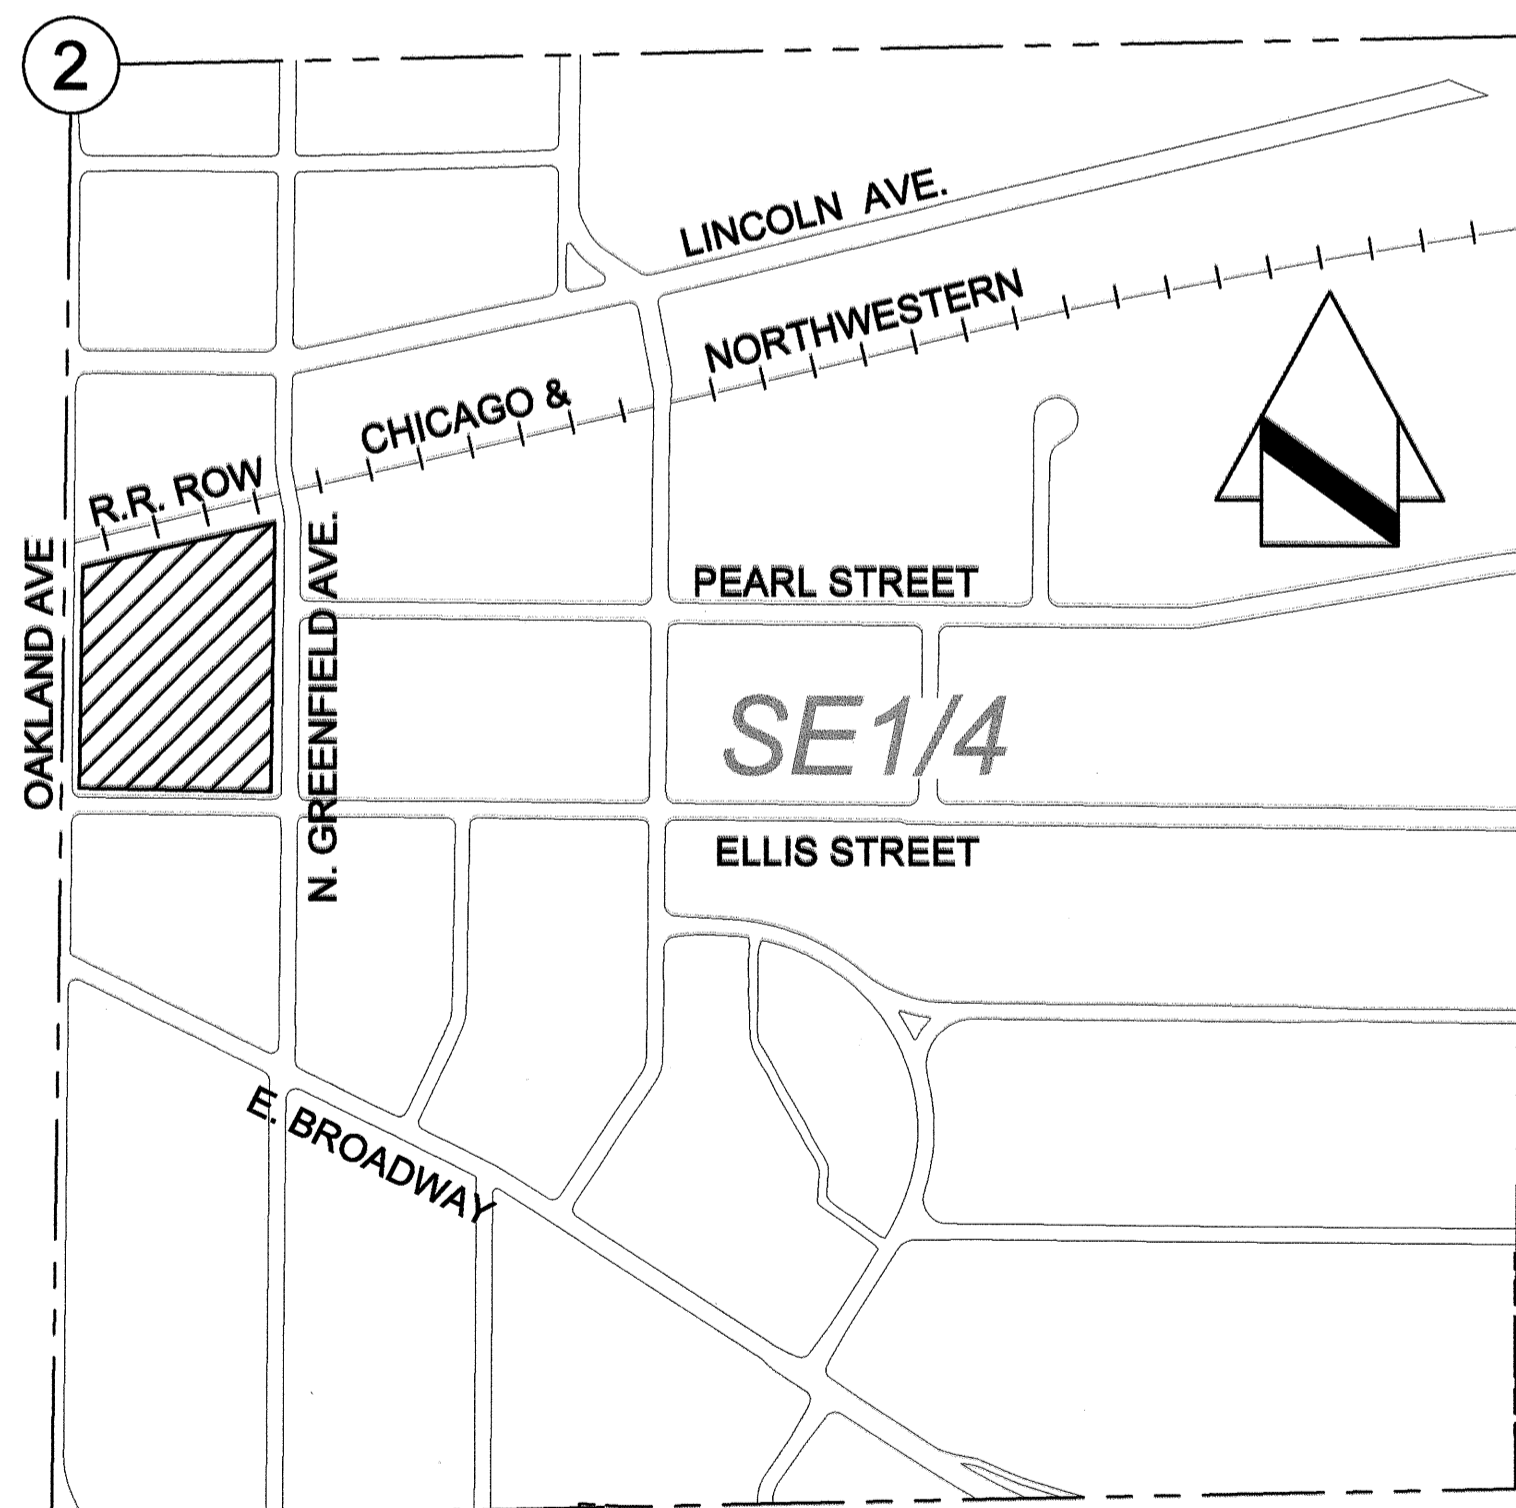 2
LINCOLN AVE.
NORTHWESTERN
CHICAGO &
R.R. ROW
OAKLAND AVE
N. GREENFIELD AVE.
PEARL STREET
SE1/4
ELLIS STREET
E. BROADWAY